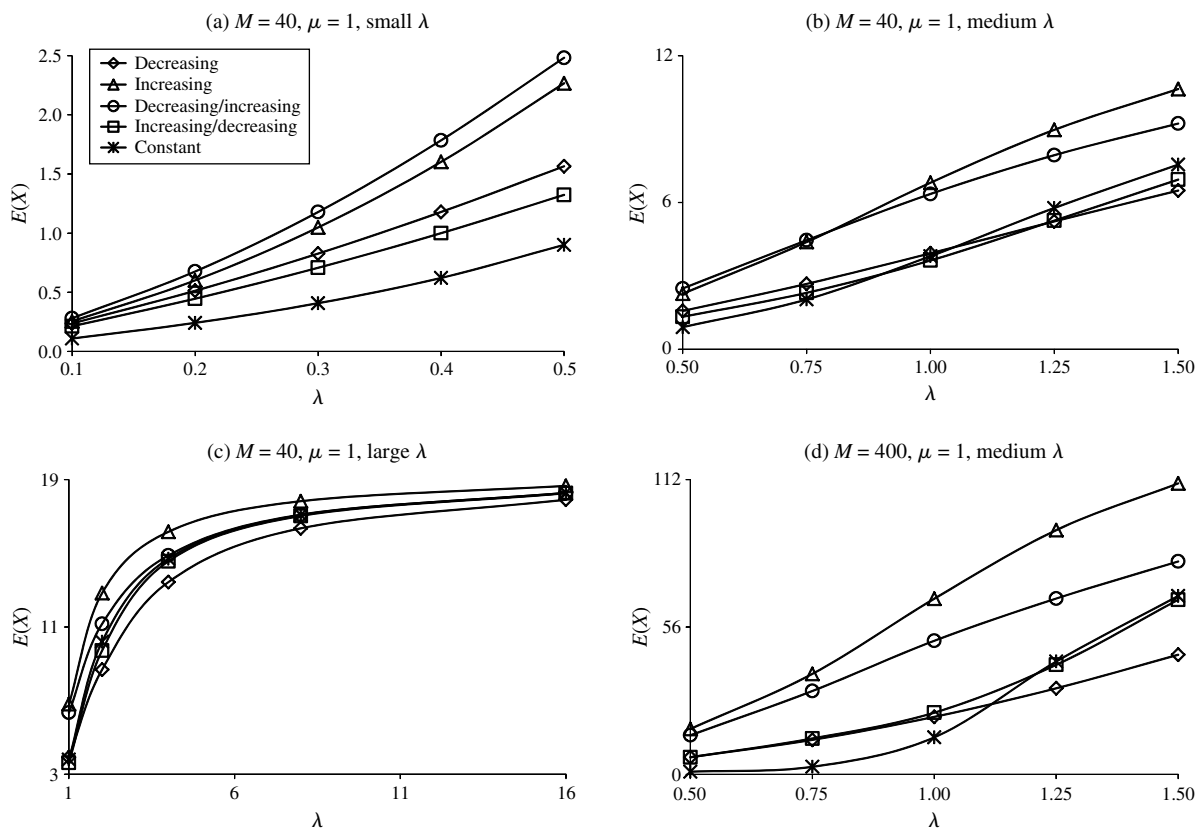 (a) M = 40, μ = 1, small λ
2.5
2.0
1.5
1.0
0.5
0.0
E(X)
Decreasing
Increasing
Decreasing/increasing
Increasing/decreasing
Constant
0.1 0.2 0.3 0.4 0.5
λ
(b) M = 40, μ = 1, medium λ
12
6
0
E(X)
0.50 0.75 1.00 1.25 1.50
λ
(c) M = 40, μ = 1, large λ
19
11
3
E(X)
1 6 11 16
λ
(d) M = 400, μ = 1, medium λ
112
56
0
E(X)
0.50 0.75 1.00 1.25 1.50
λ